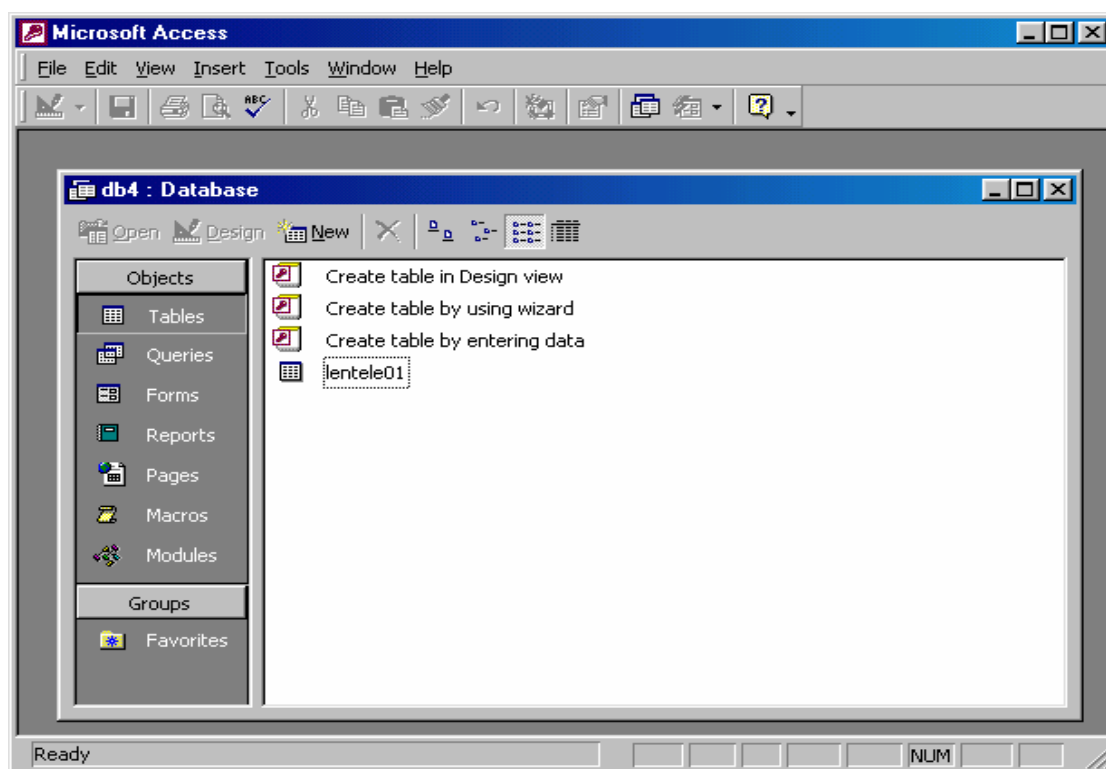 Microsoft Access
File Edit View Insert Tools Window Help
ABC
db4 : Database
Open Design New
Objects
Tables
Queries
Forms
Reports
Pages
Macros
Modules
Groups
Favorites
Create table in Design view
Create table by using wizard
Create table by entering data
lentele01
Ready NUM